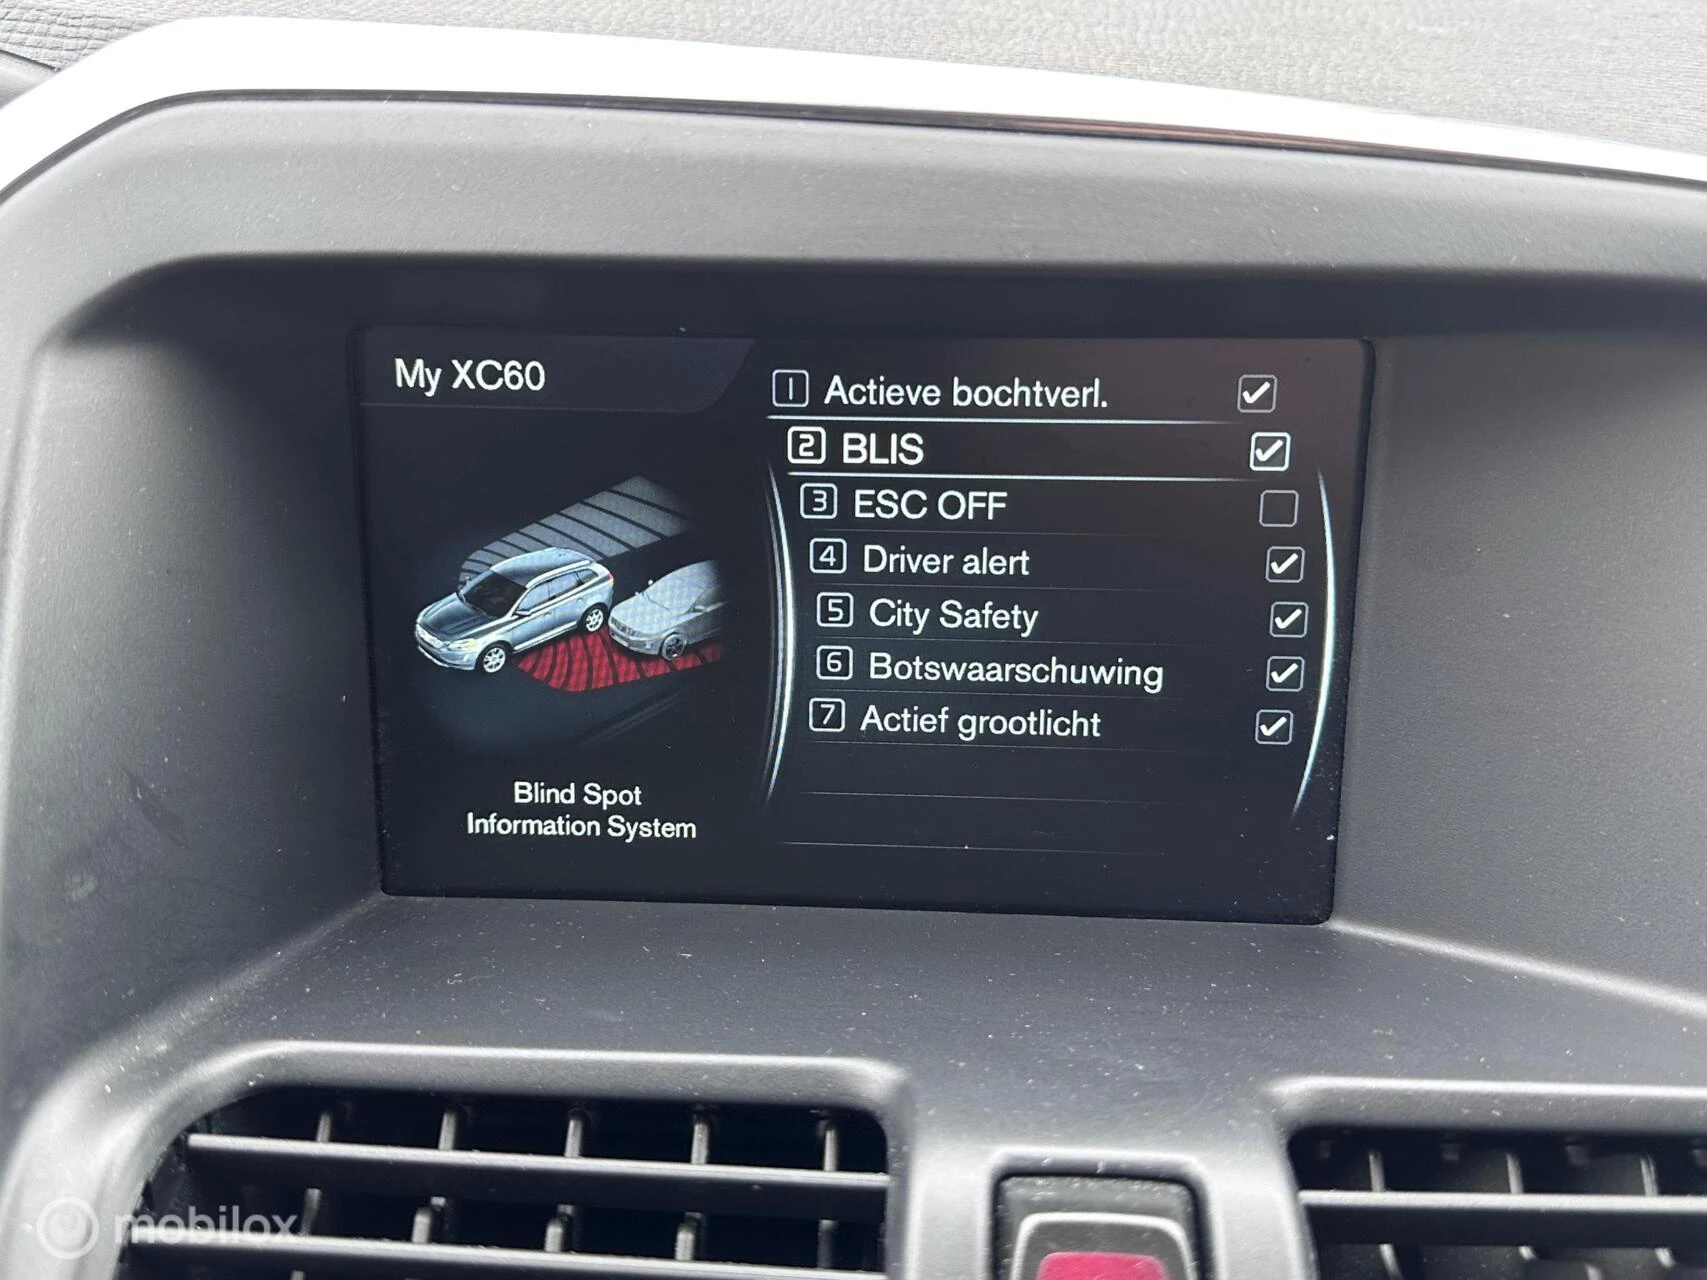 My XC60
1 Actieve bochtverl.
2 BLIS
3 ESC OFF
4 Driver alert
5 City Safety
6 Botswaarschuwing
7 Actief grootlicht
Blind Spot
Information System
mobilox